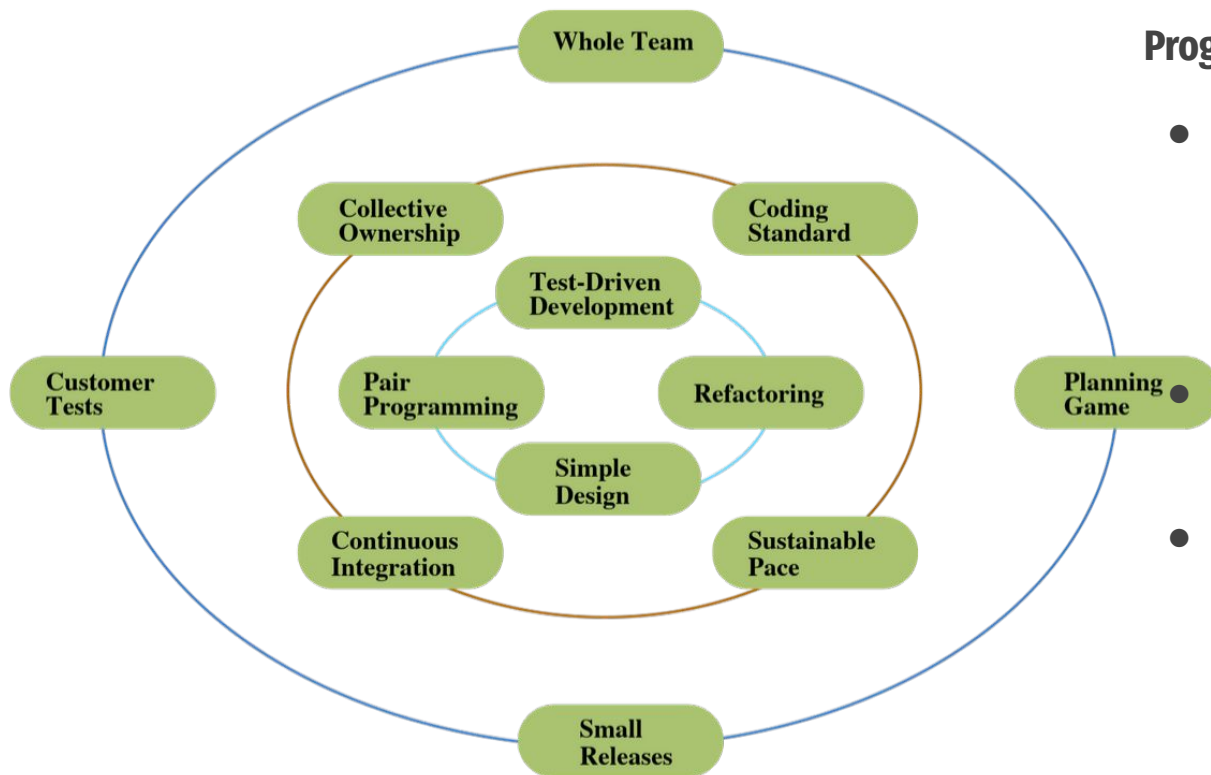 Whole Team
Prog
Collective
Ownership
Coding
Standard
Test-Driven
Development
Customer
Tests
Pair
Programming
Refactoring
Planning
Game
Simple
Design
Continuous
Integration
Sustainable
Pace
Small
Releases